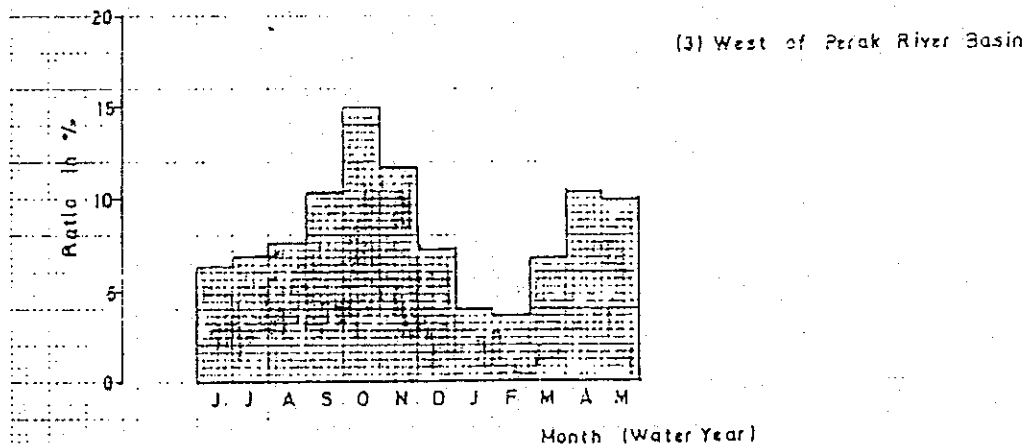 (3) West of Perak River Basin
20
15
10
5
0
Ratio in %
J J A S O N D J F M A M
Month (Water Year)